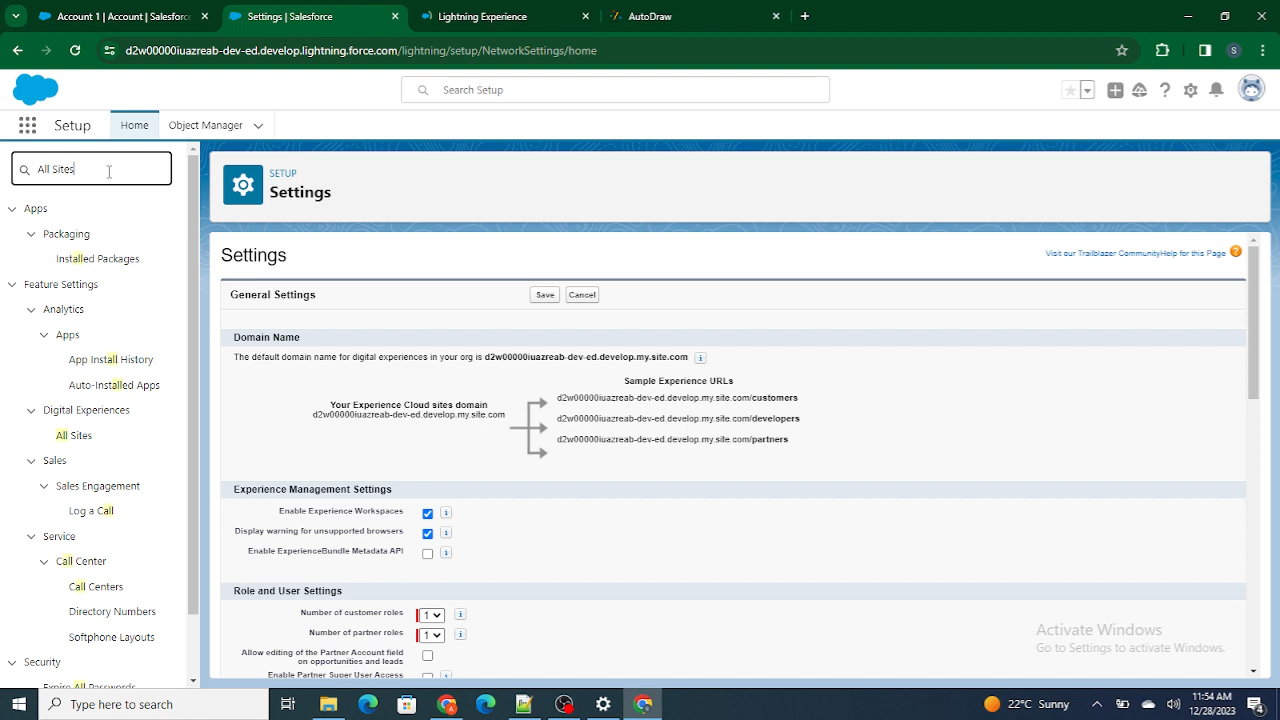 Account 1 | Account | Salesforc
Settings | Salesforce
Lightning Experience
AutoDraw
d2w00000iuazreab-dev-ed.develop.lightning.force.com/lightning/setup/NetworkSettings/home
S
Search Setup
Setup
Home
Object Manager
All Sites
Apps
Packaging
Installed Packages
Feature Settings
Analytics
Apps
App Install History
Auto-Installed Apps
Digital Experiences
All Sites
Sales
Sales Engagement
Log a Call
Service
Call Center
Call Centers
Directory Numbers
Softphone Layouts
Security
Expire All Passwords
SETUP
Settings
Settings
Visit our Trailblazer Community Help for this Page
General Settings
Save
Cancel
Domain Name
The default domain name for digital experiences in your org is d2w00000iuazreab-dev-ed.develop.my.site.com
Sample Experience URLs
Your Experience Cloud sites domain
d2w00000iuazreab-dev-ed.develop.my.site.com
d2w00000iuazreab-dev-ed.develop.my.site.com/customers
d2w00000iuazreab-dev-ed.develop.my.site.com/developers
d2w00000iuazreab-dev-ed.develop.my.site.com/partners
Experience Management Settings
Enable Experience Workspaces
Display warning for unsupported browsers
Enable ExperienceBundle Metadata API
Role and User Settings
Number of customer roles
1
Number of partner roles
1
Allow editing of the Partner Account field
on opportunities and leads
Enable Partner Super User Access
Activate Windows
Go to Settings to activate Windows.
Type here to search
22°C Sunny
11:54 AM
12/28/2023
4